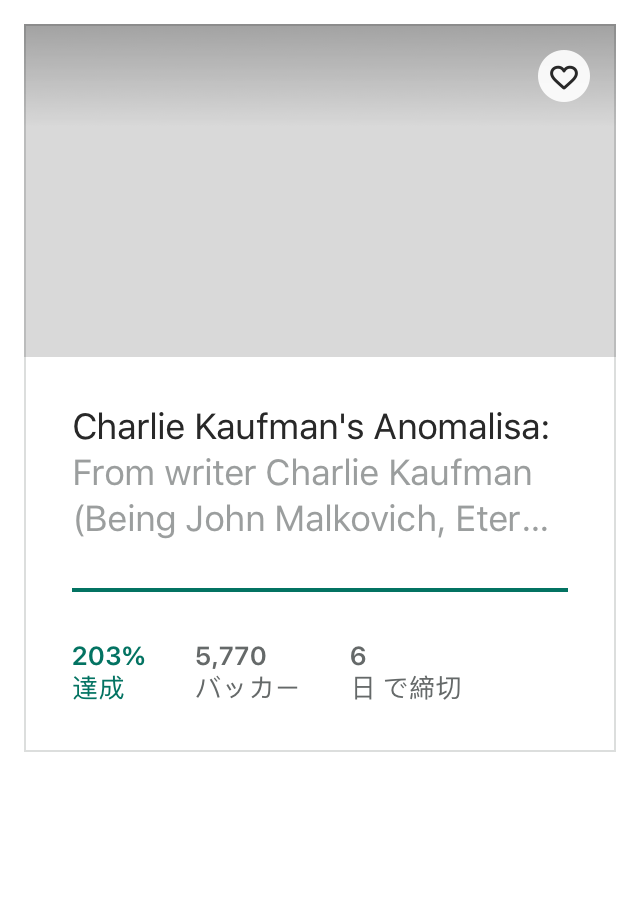 Charlie Kaufman's Anomalisa:
From writer Charlie Kaufman
(Being John Malkovich, Eter...
203% 5,770 6
達成 バッカー 日 で締切